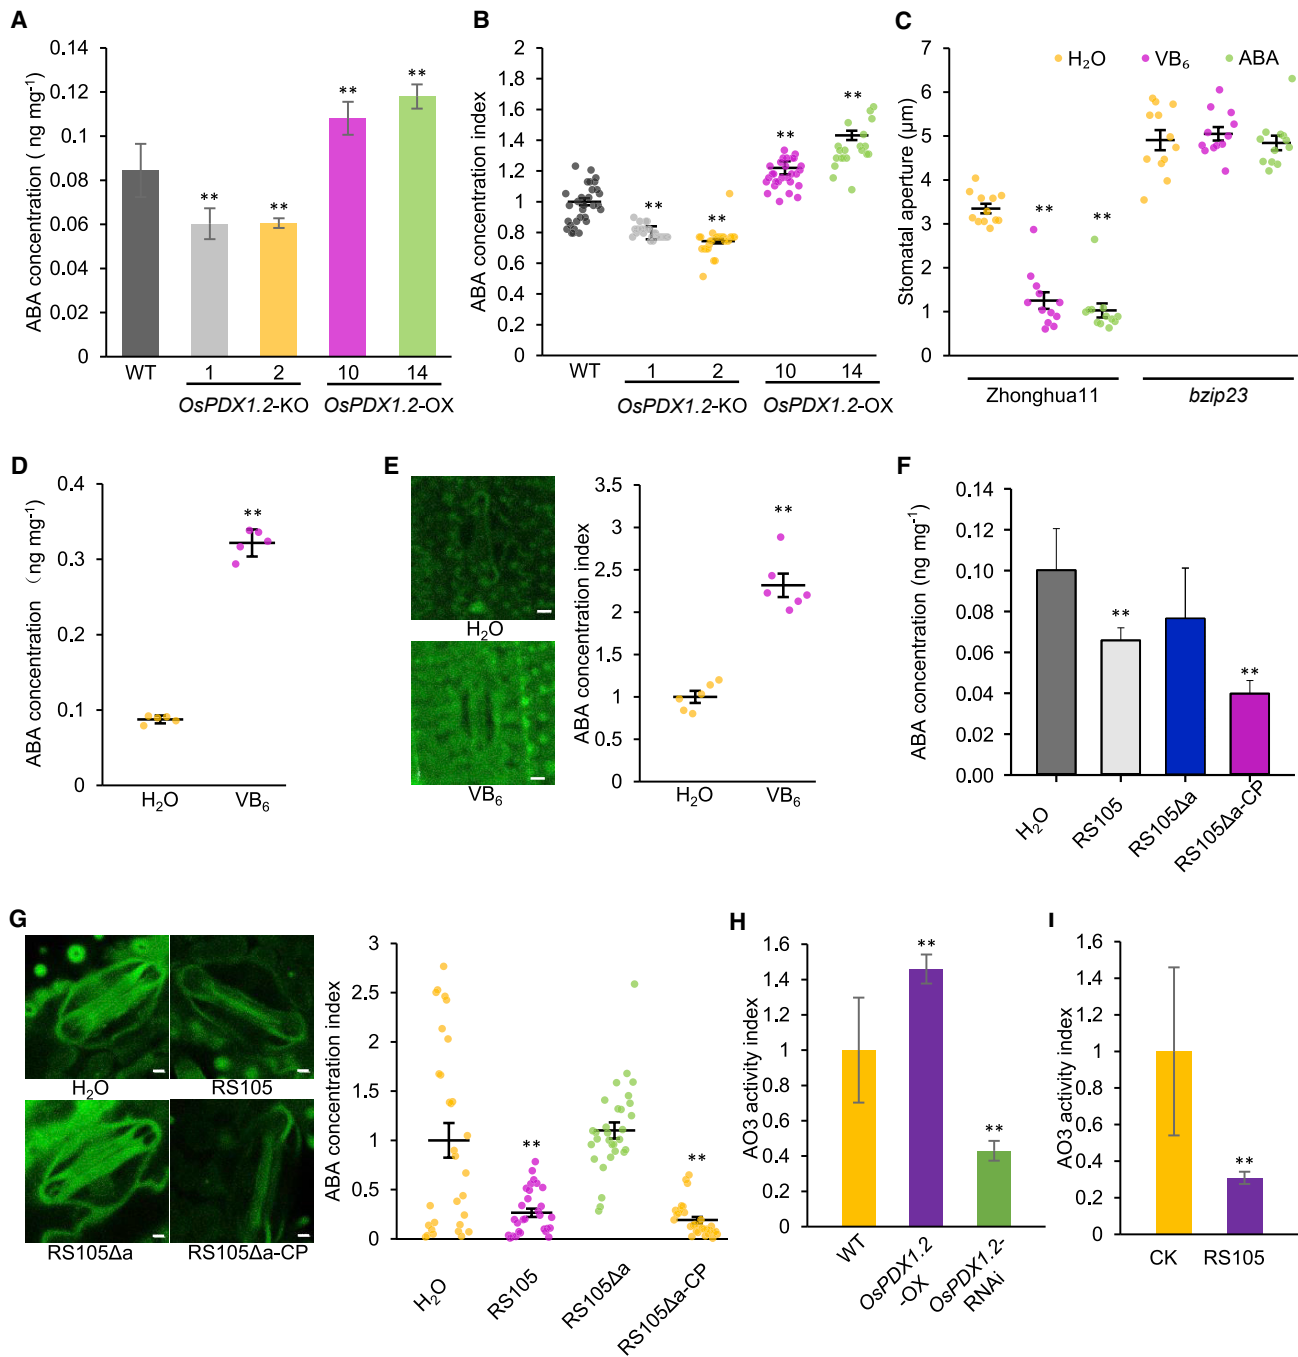 A
ABA concentration ( ng mg⁻¹)
0.14
0.12
0.1
0.08
0.06
0.04
0.02
0
**
**
**
**
WT
1
2
10
14
OsPDX1.2-KO
OsPDX1.2-OX
B
ABA concentration index
2
1.8
1.6
1.4
1.2
1
0.8
0.6
0.4
0.2
0
**
**
**
**
WT
1
2
10
14
OsPDX1.2-KO
OsPDX1.2-OX
C
H₂O
VB₆
ABA
Stomatal aperture (μm)
7
6
5
4
3
2
1
0
**
**
Zhonghua11
bzip23
D
ABA concentration (ng mg⁻¹)
0.4
0.3
0.2
0.1
0
**
H₂O
VB₆
E
H₂O
VB₆
ABA concentration index
3.5
3
2.5
2
1.5
1
0.5
0
**
H₂O
VB₆
F
ABA concentration (ng mg⁻¹)
0.14
0.12
0.10
0.08
0.06
0.04
0.02
0.00
**
**
H₂O
RS105
RS105Δa
RS105Δa-CP
G
H₂O
RS105
RS105Δa
RS105Δa-CP
ABA concentration index
3
2.5
2
1.5
1
0.5
0
**
**
H₂O
RS105
RS105Δa
RS105Δa-CP
H
AO3 activity index
1.6
1.4
1.2
1
0.8
0.6
0.4
0.2
0
**
**
WT
OsPDX1.2
-OX
OsPDX1.2-
RNAi
I
AO3 activity index
1.6
1.4
1.2
1
0.8
0.6
0.4
0.2
0
**
CK
RS105